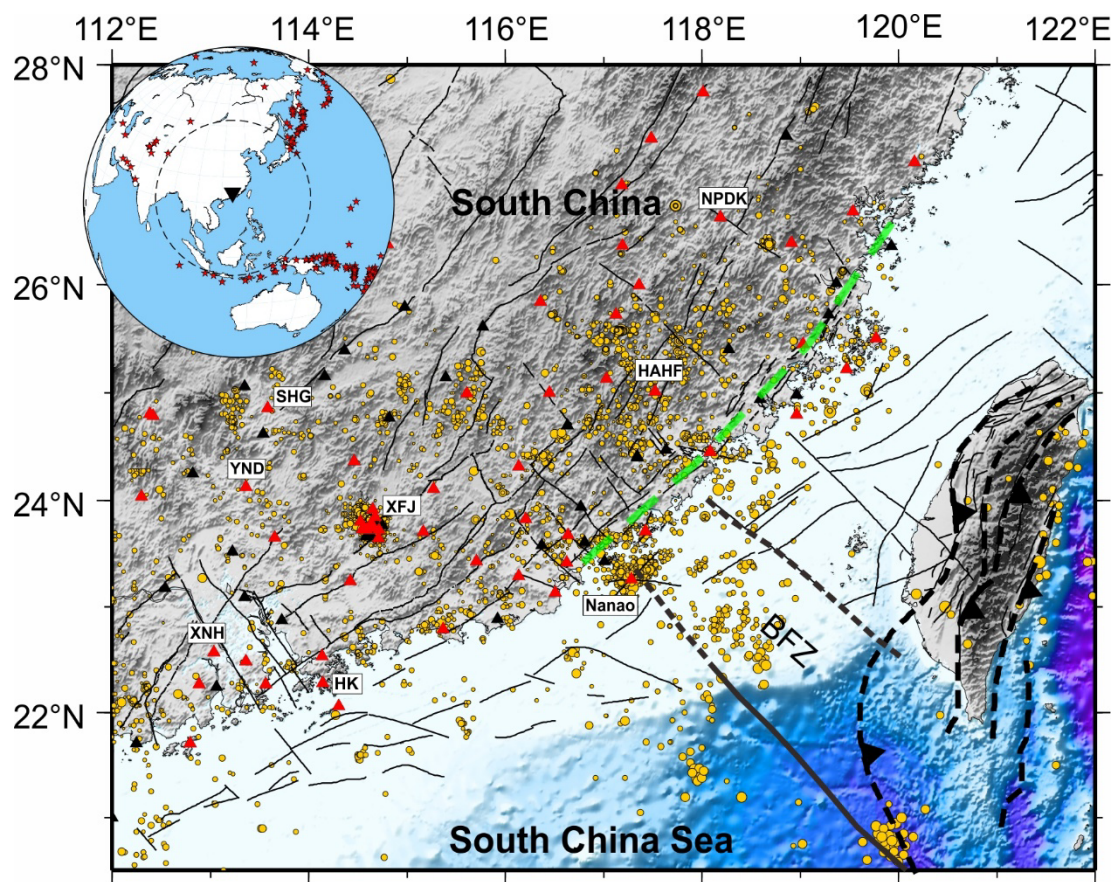 112°E 114°E 116°E 118°E 120°E 122°E
28°N
South China
NPDK
26°N
HAHF
SHG
YND
24°N
XFJ
Nanao
XNH
BFZ
HK
22°N
South China Sea